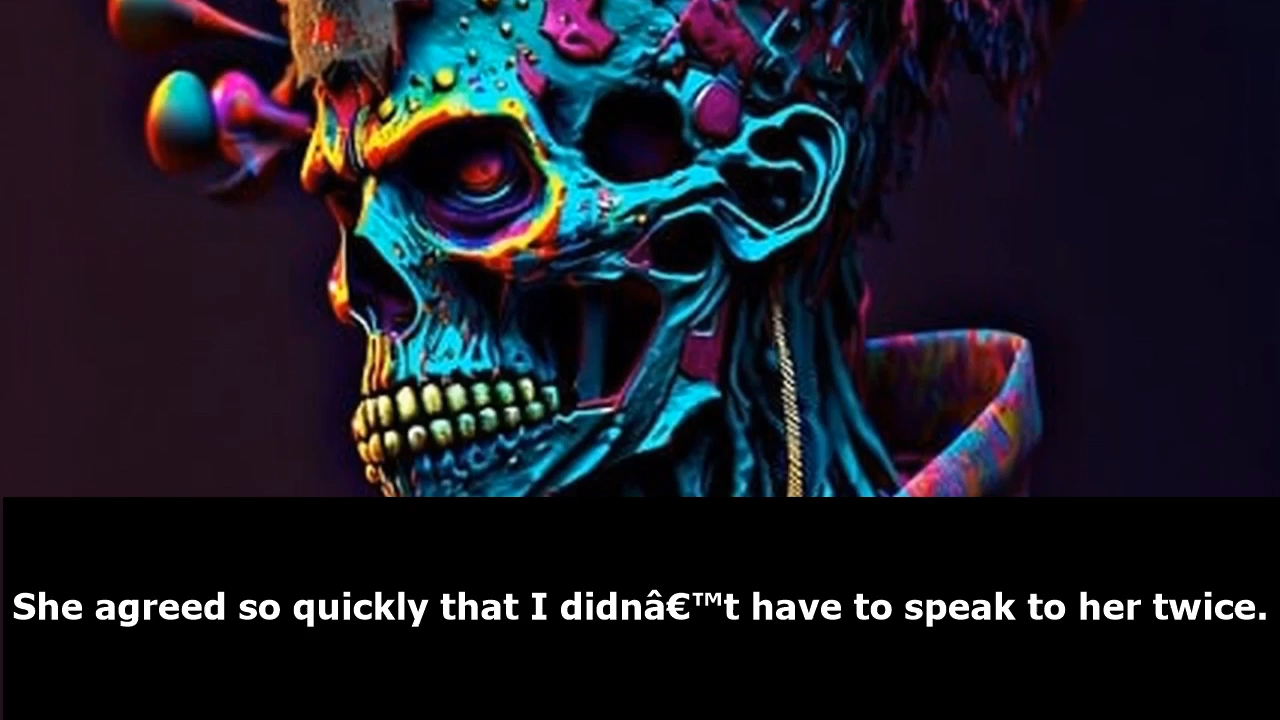 She agreed so quickly that I didnâ€™t have to speak to her twice.